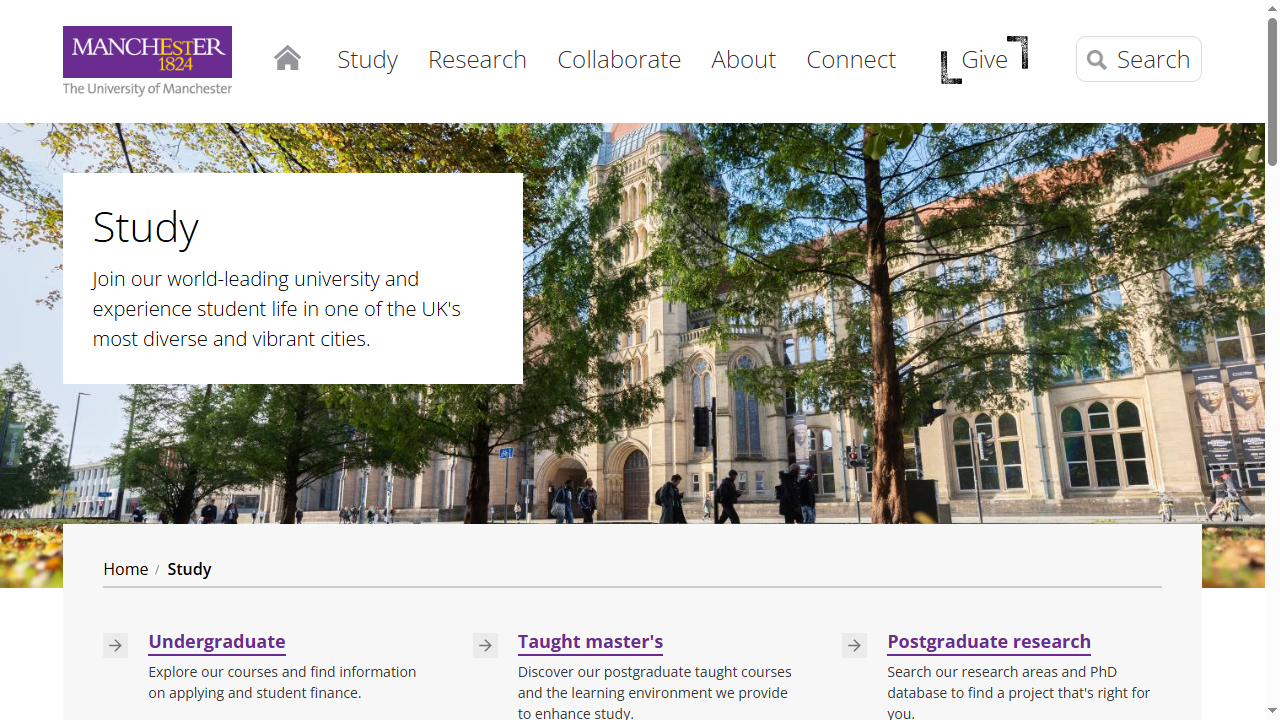 MANCHESTER
1824
The University of Manchester
Study
Research
Collaborate
About
Connect
Give
Search
Study
Join our world-leading university and
experience student life in one of the UK's
most diverse and vibrant cities.
Home / Study
Undergraduate
Explore our courses and find information
on applying and student finance.
Taught master's
Discover our postgraduate taught courses
and the learning environment we provide
to enhance study.
Postgraduate research
Search our research areas and PhD
database to find a project that's right for
you.